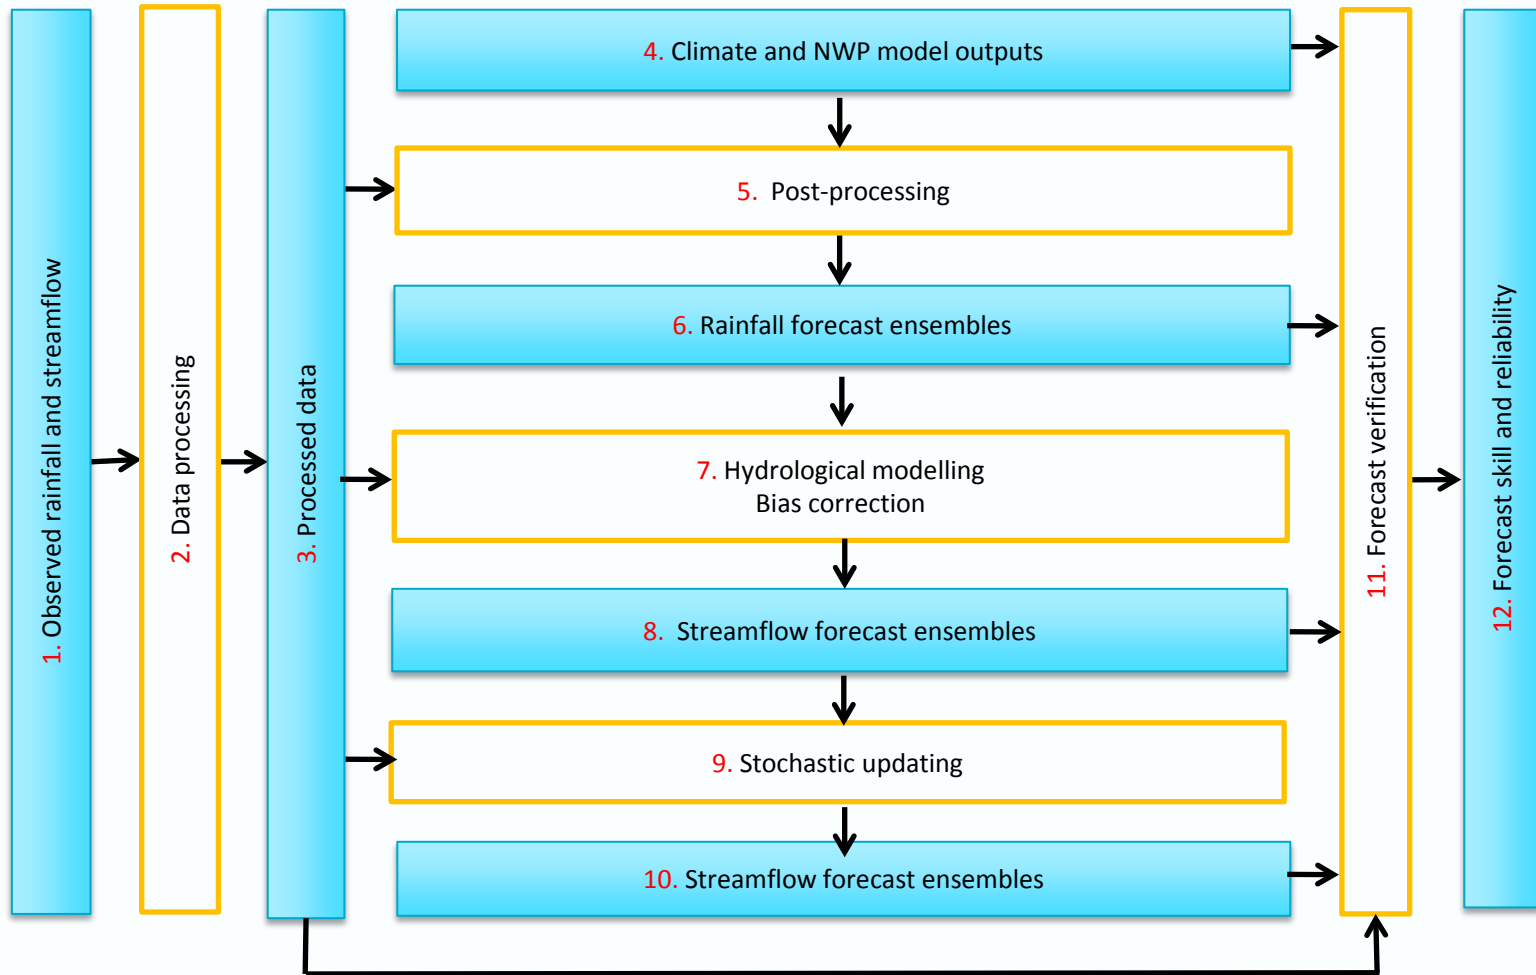 1. Observed rainfall and streamflow
2. Data processing
3. Processed data
4. Climate and NWP model outputs
5. Post-processing
6. Rainfall forecast ensembles
7. Hydrological modelling
Bias correction
8. Streamflow forecast ensembles
9. Stochastic updating
10. Streamflow forecast ensembles
11. Forecast verification
12. Forecast skill and reliability